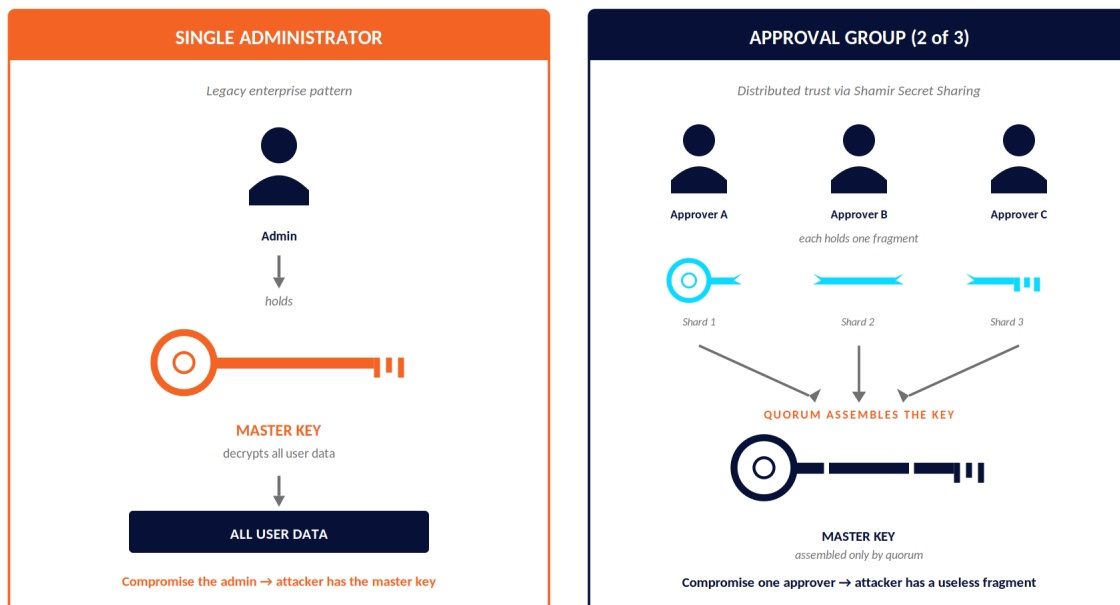 SINGLE ADMINISTRATOR
Legacy enterprise pattern
Admin
holds
MASTER KEY
decrypts all user data
ALL USER DATA
Compromise the admin → attacker has the master key
APPROVAL GROUP (2 of 3)
Distributed trust via Shamir Secret Sharing
Approver A Approver B Approver C
each holds one fragment
Shard 1 Shard 2 Shard 3
QUORUM ASSEMBLES THE KEY
MASTER KEY
assembled only by quorum
Compromise one approver → attacker has a useless fragment